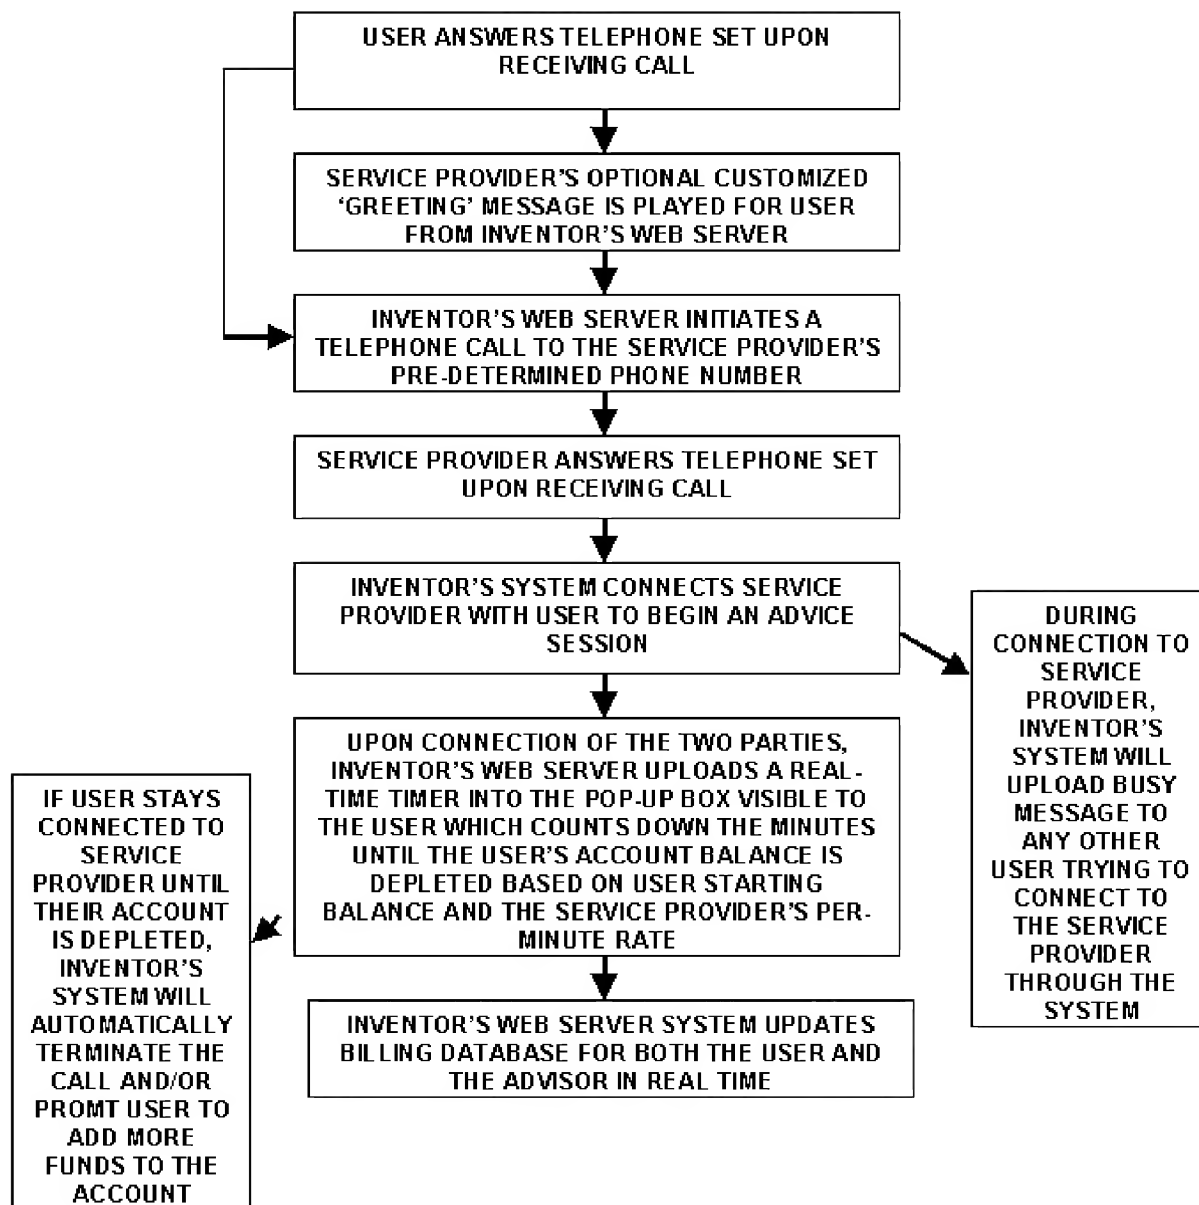 USER ANSWERS TELEPHONE SET UPON
RECEIVING CALL
SERVICE PROVIDER'S OPTIONAL CUSTOMIZED
‘GREETING’ MESSAGE IS PLAYED FOR USER
FROM INVENTOR'S WEB SERVER
INVENTOR'S WEB SERVER INITIATES A
TELEPHONE CALL TO THE SERVICE PROVIDER'S
PRE-DETERMINED PHONE NUMBER
SERVICE PROVIDER ANSWERS TELEPHONE SET
UPON RECEIVING CALL
INVENTOR'S SYSTEM CONNECTS SERVICE
PROVIDER WITH USER TO BEGIN AN ADVICE
SESSION
DURING
CONNECTION TO
SERVICE
PROVIDER,
INVENTOR'S
SYSTEM WILL
UPLOAD BUSY
MESSAGE TO
ANY OTHER
USER TRYING TO
CONNECT TO
THE SERVICE
PROVIDER
THROUGH THE
SYSTEM
UPON CONNECTION OF THE TWO PARTIES,
INVENTOR'S WEB SERVER UPLOADS A REAL-
TIME TIMER INTO THE POP-UP BOX VISIBLE TO
THE USER WHICH COUNTS DOWN THE MINUTES
UNTIL THE USER'S ACCOUNT BALANCE IS
DEPLETED BASED ON USER STARTING
BALANCE AND THE SERVICE PROVIDER'S PER-
MINUTE RATE
IF USER STAYS
CONNECTED TO
SERVICE
PROVIDER UNTIL
THEIR ACCOUNT
IS DEPLETED,
INVENTOR'S
SYSTEM WILL
AUTOMATICALLY
TERMINATE THE
CALL AND/OR
PROMT USER TO
ADD MORE
FUNDS TO THE
ACCOUNT
INVENTOR'S WEB SERVER SYSTEM UPDATES
BILLING DATABASE FOR BOTH THE USER AND
THE ADVISOR IN REAL TIME